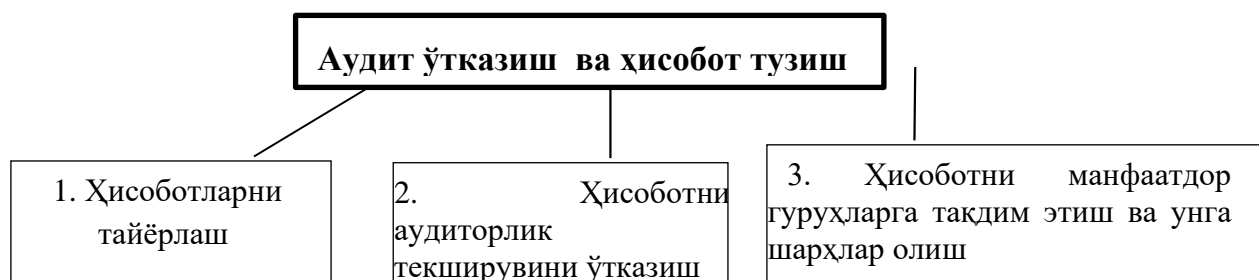 Аудит ўтказиш ва ҳисобот тузиш
1. Ҳисоботларни
тайёрлаш
2. Ҳисоботни
аудиторлик
текширувини ўтказиш
3. Ҳисоботни манфаатдор
гуруҳларга тақдим этиш ва унга
шарҳлар олиш